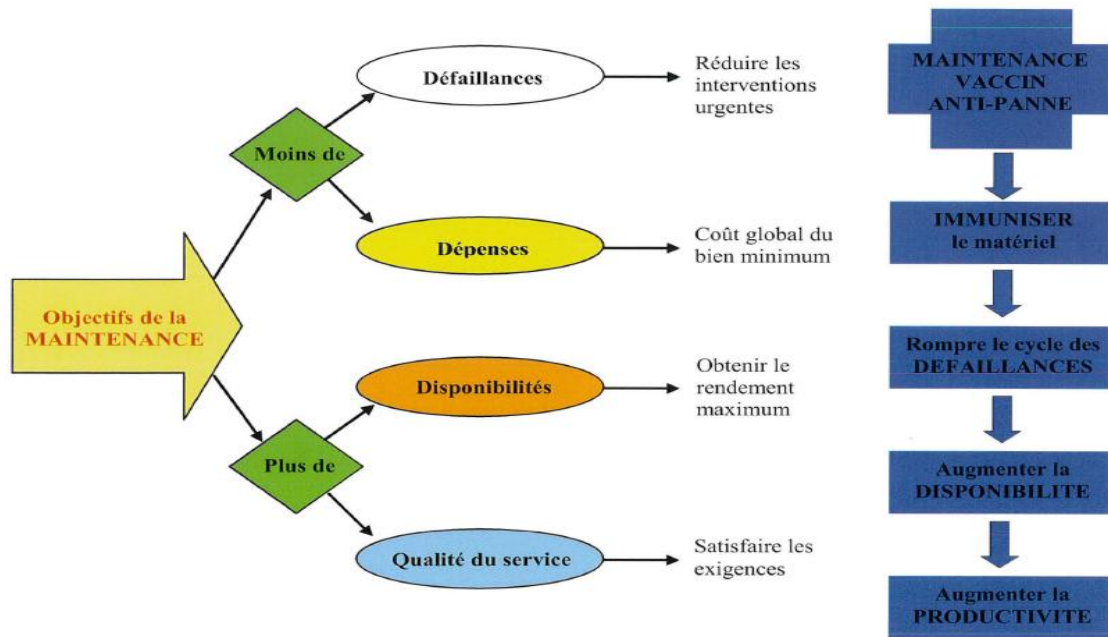 Objectifs de la
MAINTENANCE
Moins de
Défaillances
Réduire les
interventions
urgentes
Dépenses
Coût global du
bien minimum
Plus de
Disponibilités
Obtenir le
rendement
maximum
Qualité du service
Satisfaire les
exigences
MAINTENANCE
VACCIN
ANTI-PANNE
IMMUNISER
le matériel
Rompre le cycle des
DEFAILLANCES
Augmenter la
DISPONIBILITE
Augmenter la
PRODUCTIVITE